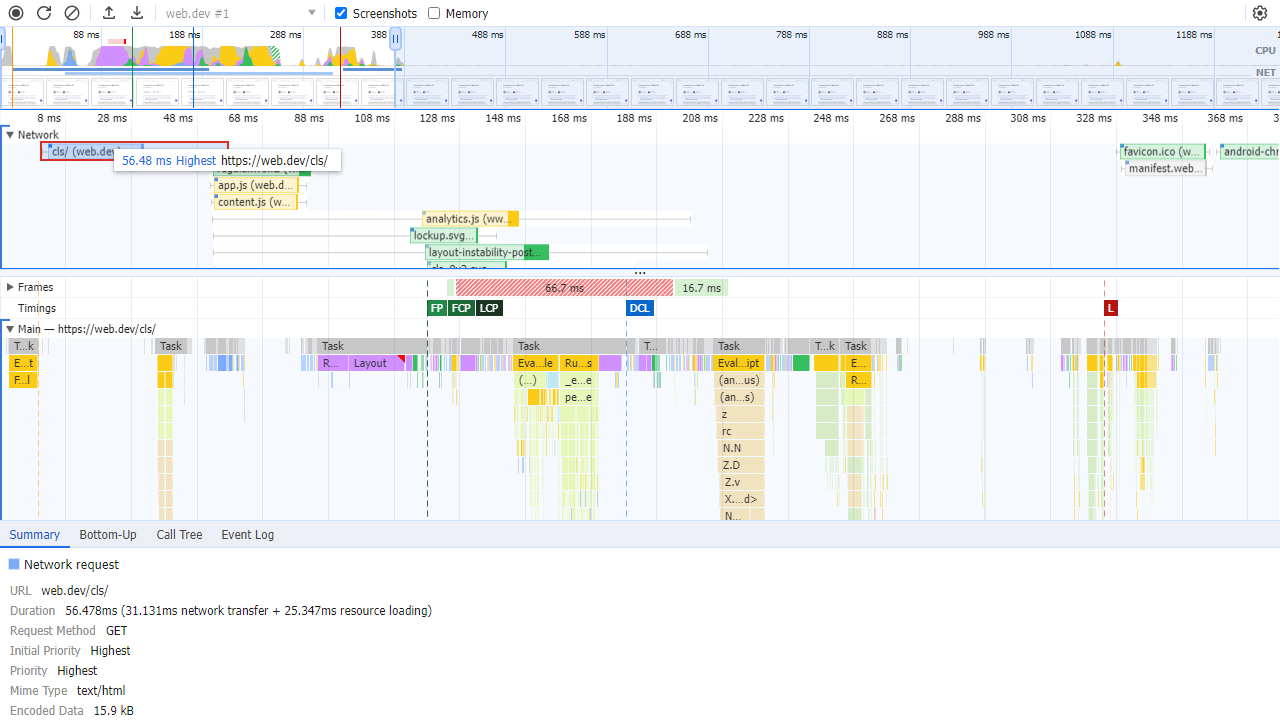 web.dev #1 Screenshots Memory
88 ms 188 ms 288 ms 388 488 ms 588 ms 688 ms 788 ms 888 ms 988 ms 1088 ms 1188 ms
CPU
NET
8 ms 28 ms 48 ms 68 ms 88 ms 108 ms 128 ms 148 ms 168 ms 188 ms 208 ms 228 ms 248 ms 268 ms 288 ms 308 ms 328 ms 348 ms 368 ms
Network
cls/ (web.dev favicon.ico (w... android-chr
56.48 ms Highest https://web.dev/cls/
manifest.web...
app.js (web.d...
content.js (w...
analytics.js (ww...
lockup.svg...
layout-instability-post...
Frames 66.7 ms 16.7 ms
Timings FP FCP LCP DCL L
Main — https://web.dev/cls/
T...k Task Task Task T... Task T...k Task
E...t R... Layout Eva...le Ru...s Eval...ipt E...
F...l (...) _e...e (an...us) R...
pe...e (an...s)
z
rc
N.N
Z.D
Z.v
X....d>
N...
Summary Bottom-Up Call Tree Event Log
Network request
URL web.dev/cls/
Duration 56.478ms (31.131ms network transfer + 25.347ms resource loading)
Request Method GET
Initial Priority Highest
Priority Highest
Mime Type text/html
Encoded Data 15.9 kB